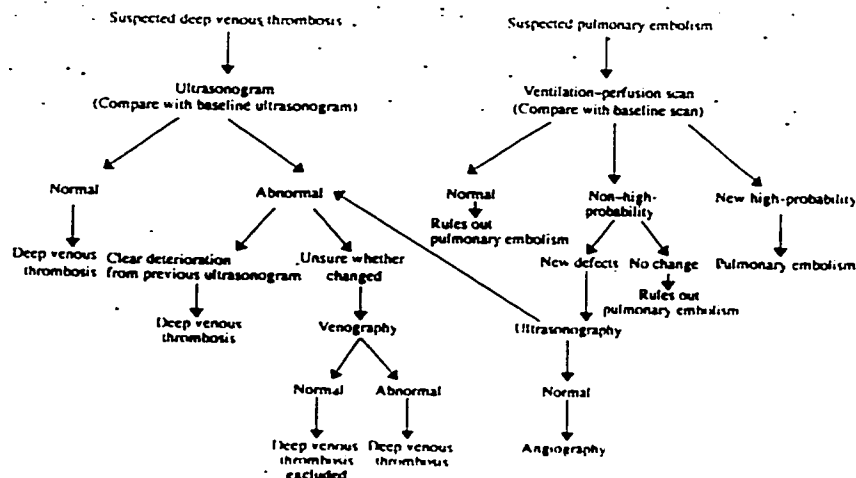 Suspected deep venous thrombosis
Suspected pulmonary embolism
Ultrasonogram
(Compare with baseline ultrasonogram)
Ventilation-perfusion scan
(Compare with baseline scan)
Normal
Abnormal
Normal
Non-high-
probability
New high-probability
Rules out
pulmonary embolism
Deep venous
thrombosis
Clear deterioration
from previous ultrasonogram
Unsure whether
changed
New defects
No change
Pulmonary embolism
Rules out
pulmonary embolism
Deep venous
thrombosis
Venography
Ultrasonography
Normal
Abnormal
Normal
Deep venous
thrombosis
excluded
Deep venous
thrombosis
Angiography